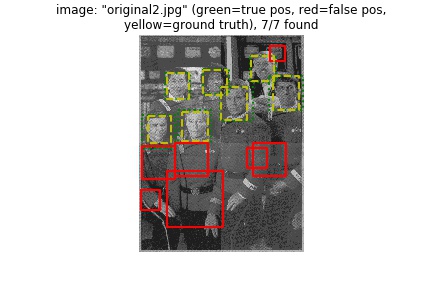 image: "original2.jpg" (green=true pos, red=false pos,
yellow=ground truth), 7/7 found